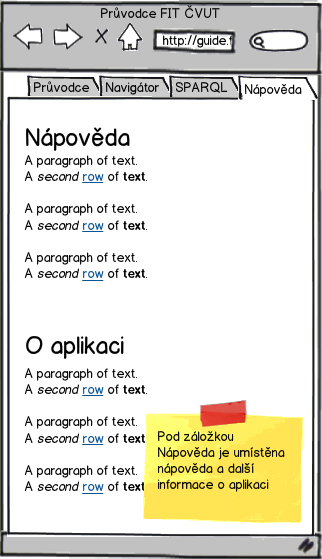 Průvodce FIT ČVUT
http://guide.f
Průvodce
Navigátor
SPARQL
Nápověda
Nápověda
A paragraph of text.
A second row of text.
A paragraph of text.
A second row of text.
A paragraph of text.
A second row of text.
O aplikaci
A paragraph of text.
A second row of text.
A paragraph of text.
A second row of text
A paragraph of text.
A second row of text
Pod záložkou
Nápověda je umístěna
nápověda a další
informace o aplikaci